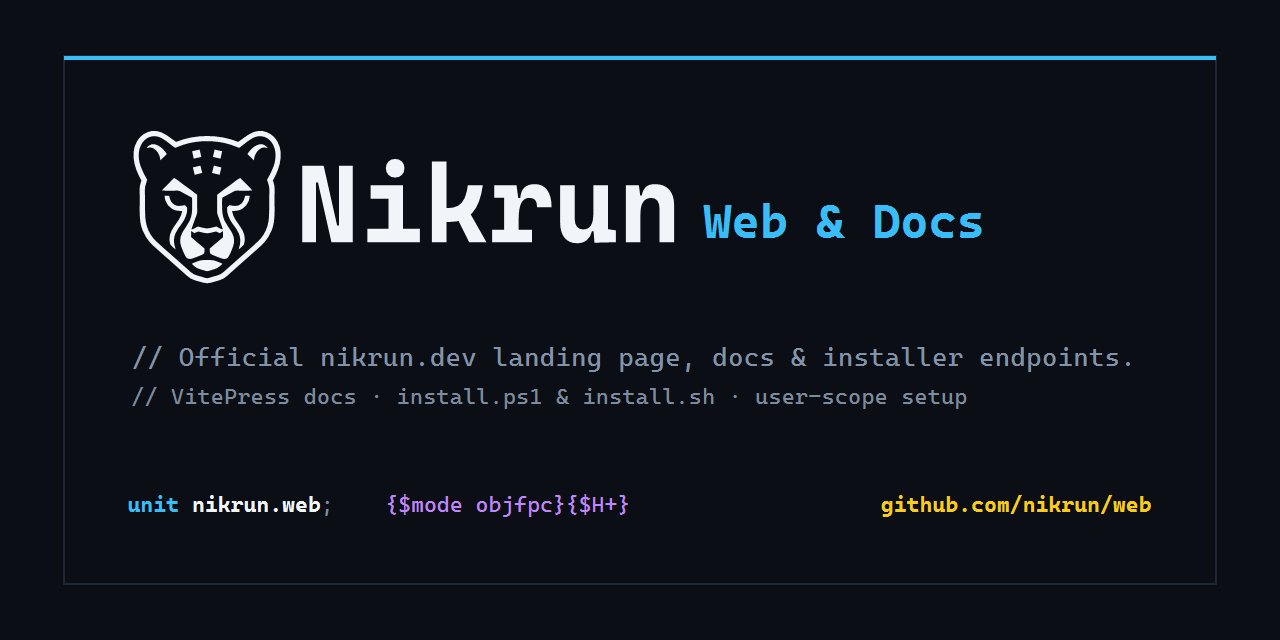 Nikrun Web & Docs
// Official nikrun.dev landing page, docs & installer endpoints.
// VitePress docs · install.ps1 & install.sh · user-scope setup
unit nikrun.web; {$mode objfpc}{$H+} github.com/nikrun/web